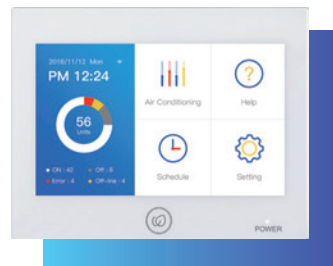 2018/11/12 Mon
PM 12:24
56
Units
ON : 42
Off : 8
Error : 4
Off-line : 4
Air Conditioning
Help
Schedule
Setting
POWER